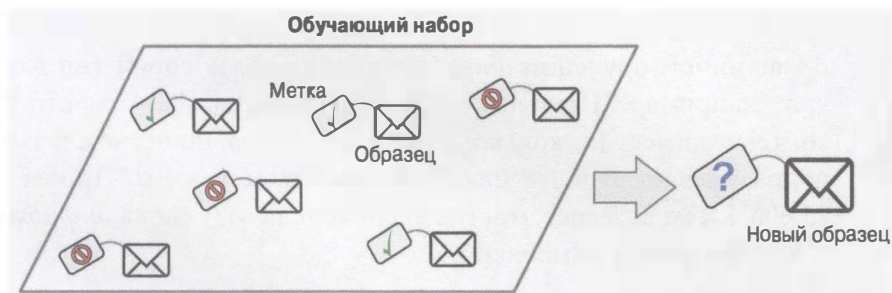 Обучающий набор
Метка
Образец
?
Новый образец